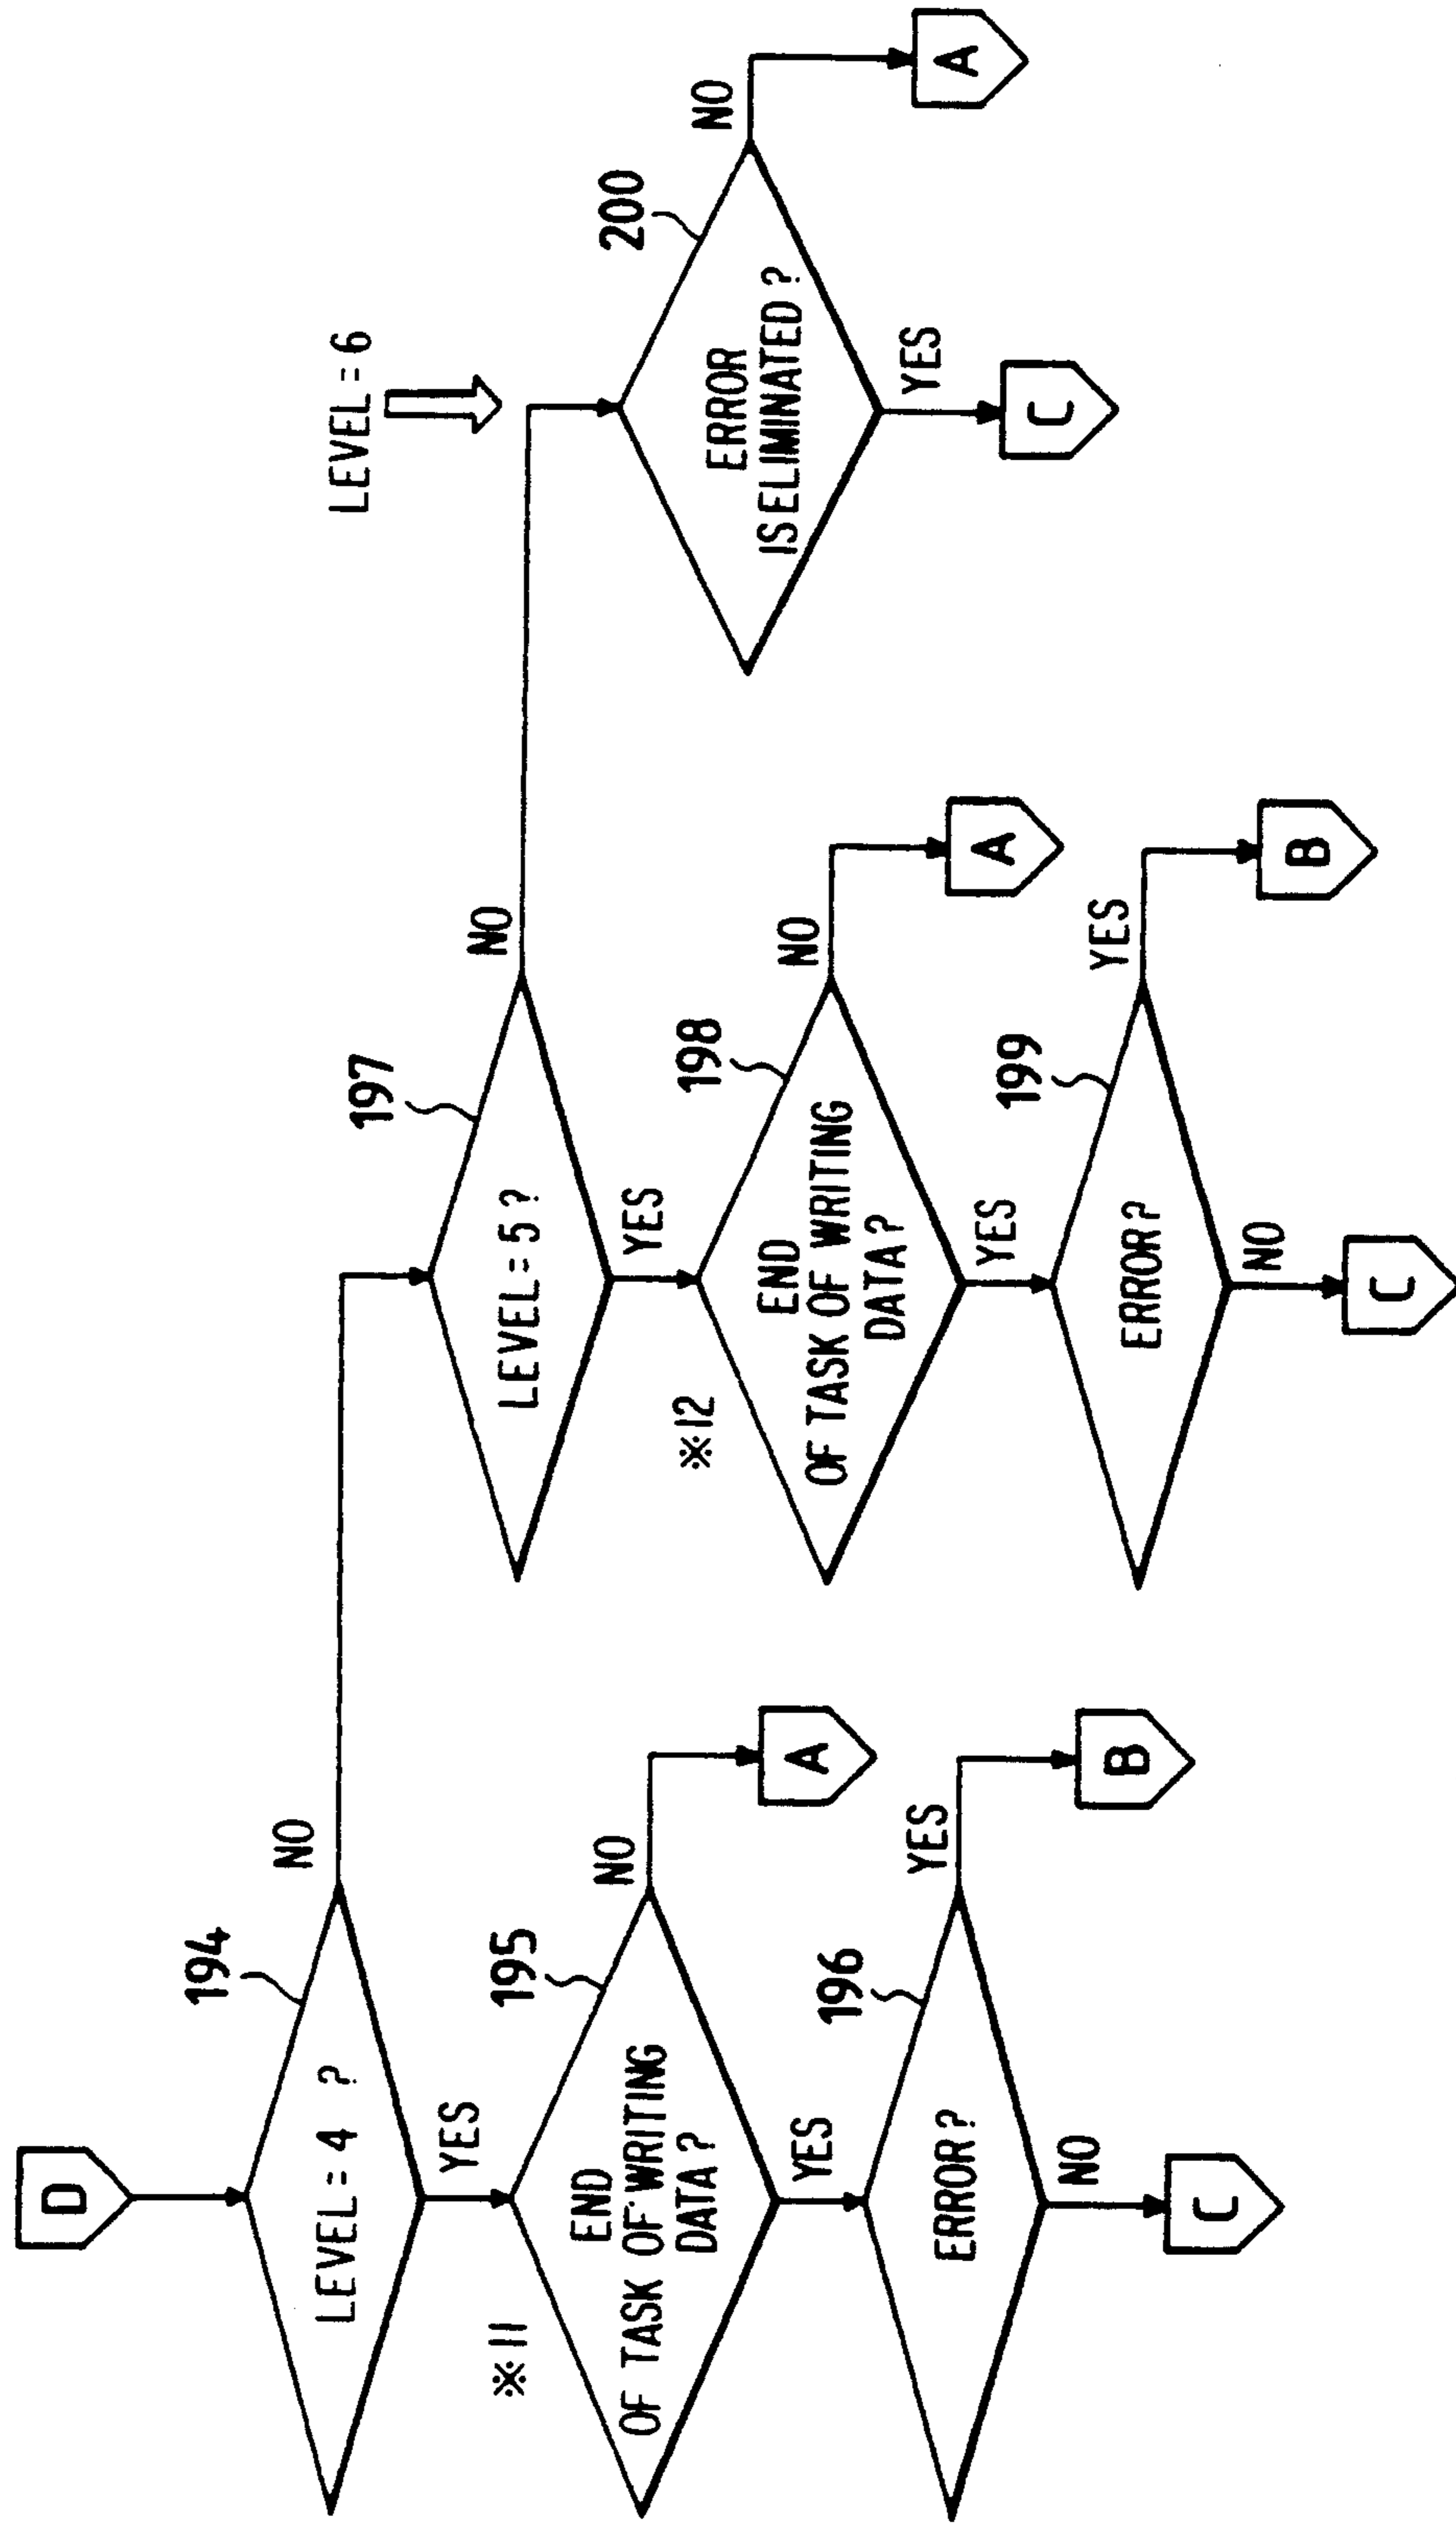 D
194
LEVEL = 4 ?
NO
YES
※11
195
END
OF TASK OF WRITING
DATA ?
NO
A
YES
196
ERROR?
YES
B
NO
C
197
LEVEL = 5 ?
NO
YES
※12
198
END
OF TASK OF WRITING
DATA ?
NO
A
YES
199
ERROR?
YES
B
NO
C
LEVEL = 6
200
ERROR
IS ELIMINATED ?
NO
A
YES
C